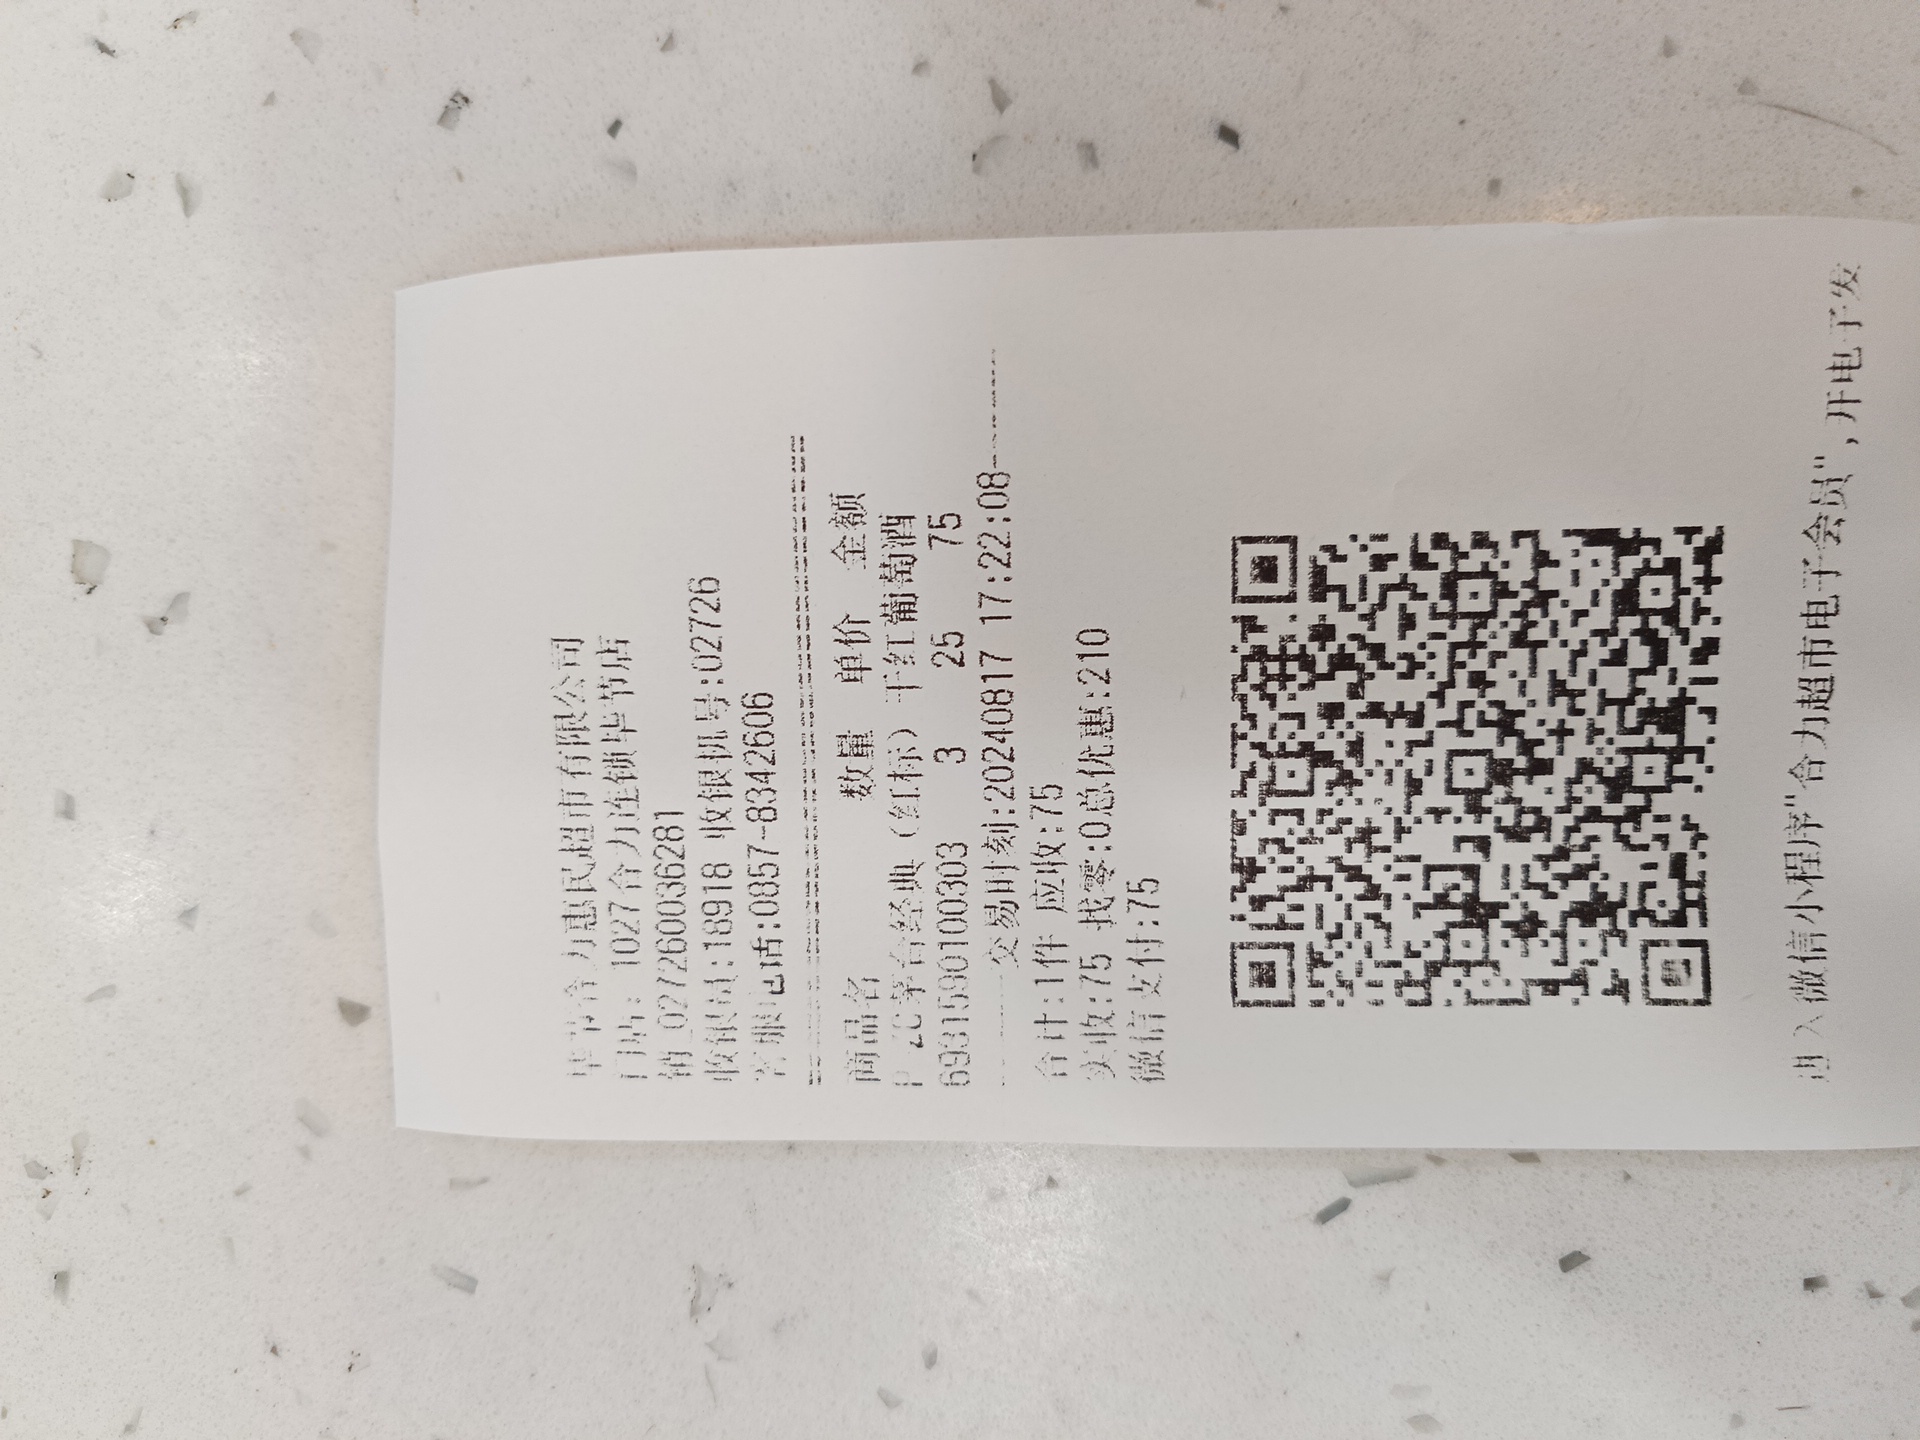 毕节合力惠民超市有限公司
门店: 1027合力连锁毕节店
销_027260036281
收银员:18918 收银机号:02726
客服电话:0857-8342606
商品名 数量 单价 金额
P-ZC茅台经典（红标）干红葡萄酒
6931590100303 3 25 75
交易时刻:20240817 17:22:08
合计:1件 应收:75
实收:75 找零:0总优惠:210
微信支付:75
进入微信小程序"合力超市电子会员",开电子发